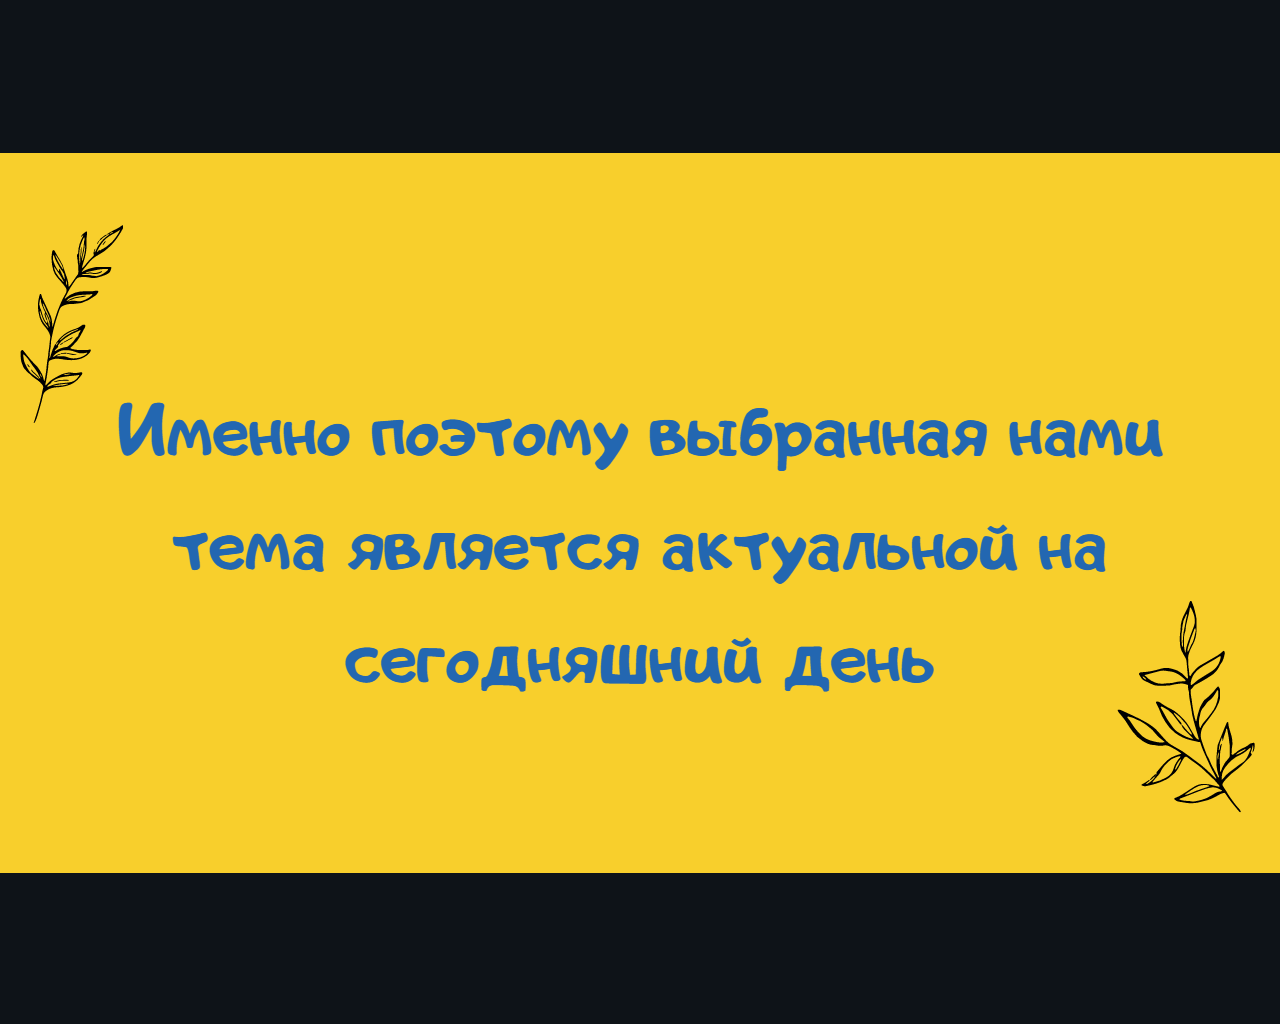 Именно поэтому выбранная нами
тема является актуальной на
сегодняшний день